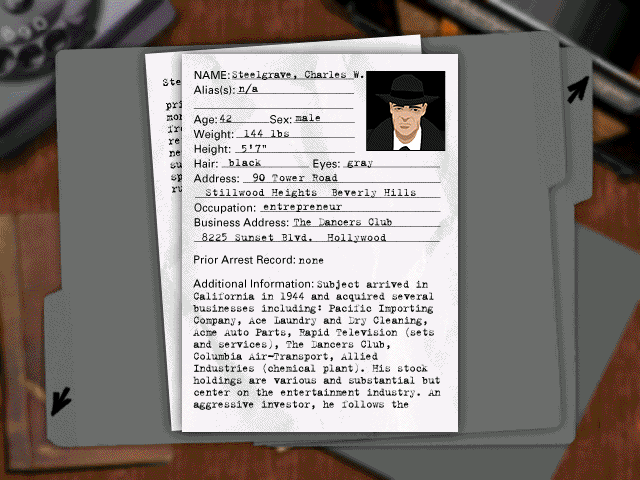 NAME: Steelgrave, Charles W.
Alias(s): n/a
Age: 42 Sex: male
Weight: 144 lbs
Height: 5'7"
Hair: black Eyes: gray
Address: 90 Tower Road
Stillwood Heights Beverly Hills
Occupation: entrepreneur
Business Address: The Dancers Club
8225 Sunset Blvd. Hollywood
Prior Arrest Record: none
Additional Information: Subject arrived in
California in 1944 and acquired several
businesses including: Pacific Importing
Company, Ace Laundry and Dry Cleaning,
Acme Auto Parts, Rapid Television (sets
and services), The Dancers Club,
Columbia Air-Transport, Allied
Industries (chemical plant). His stock
holdings are various and substantial but
center on the entertainment industry. An
aggressive investor, he follows the